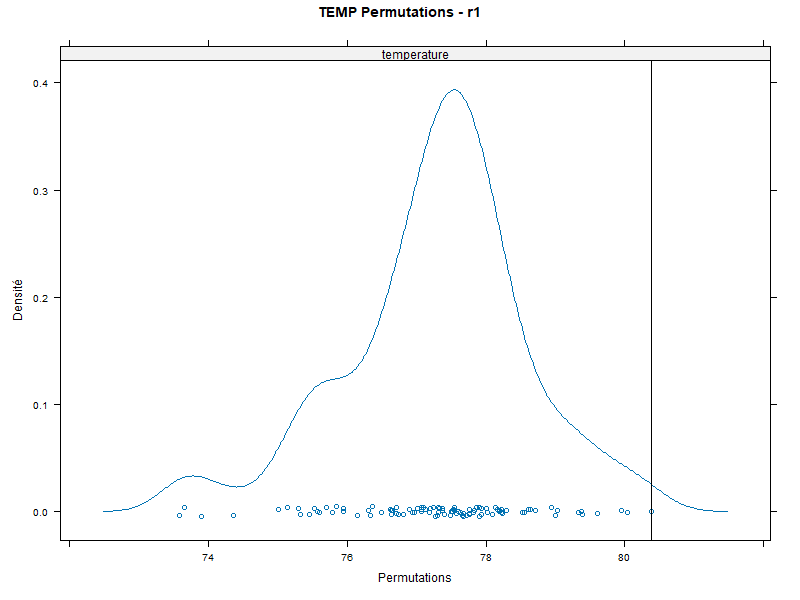 TEMP Permutations - r1
temperature
0.4
0.3
0.2
0.1
0.0
Densité
74 76 78 80
Permutations